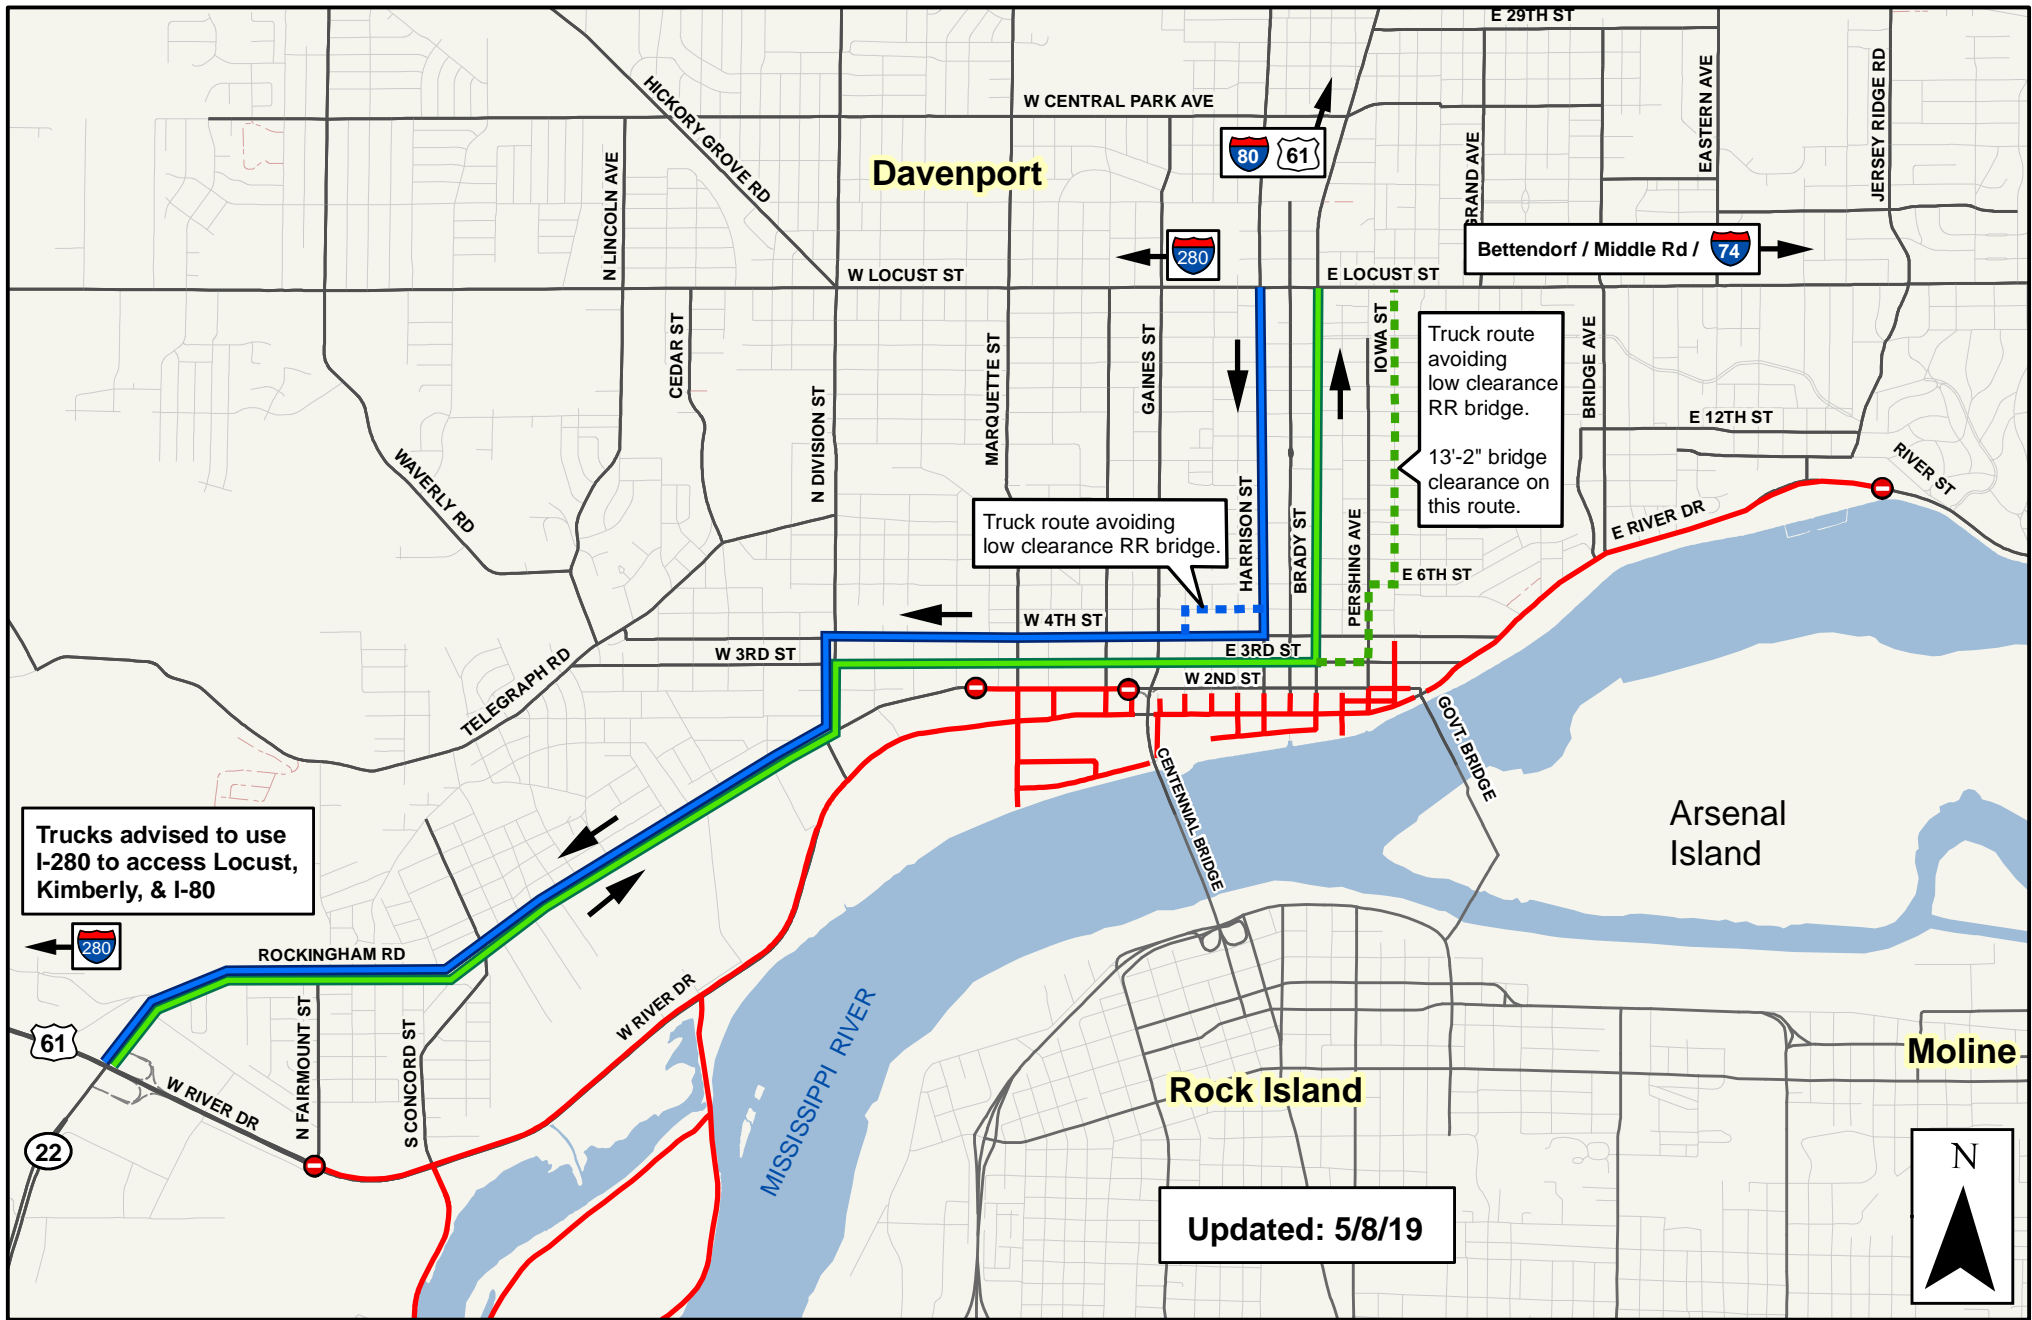 E 29TH ST
HICKORY GROVE RD
W CENTRAL PARK AVE
EASTERN AVE
JERSEY RIDGE RD
80
61
GRAND AVE
N LINCOLN AVE
Davenport
280
Bettendorf / Middle Rd /
74
W LOCUST ST
E LOCUST ST
CEDAR ST
MARQUETTE ST
GAINES ST
IOWA ST
Truck route
avoiding
low clearance
RR bridge.
13'-2" bridge
clearance on
this route.
BRIDGE AVE
N DIVISION ST
E 12TH ST
WAVERLY RD
RIVER ST
HARRISON ST
BRADY ST
PERSHING AVE
E RIVER DR
Truck route avoiding
low clearance RR bridge.
E 6TH ST
W 4TH ST
W 3RD ST
E 3RD ST
TELEGRAPH RD
W 2ND ST
GOVT. BRIDGE
CENTENNIAL BRIDGE
Arsenal
Island
Trucks advised to use
I-280 to access Locust,
Kimberly, & I-80
280
ROCKINGHAM RD
W RIVER DR
MISSISSIPPI RIVER
61
N FAIRMOUNT ST
S CONCORD ST
Moline
W RIVER DR
Rock Island
22
N
Updated: 5/8/19